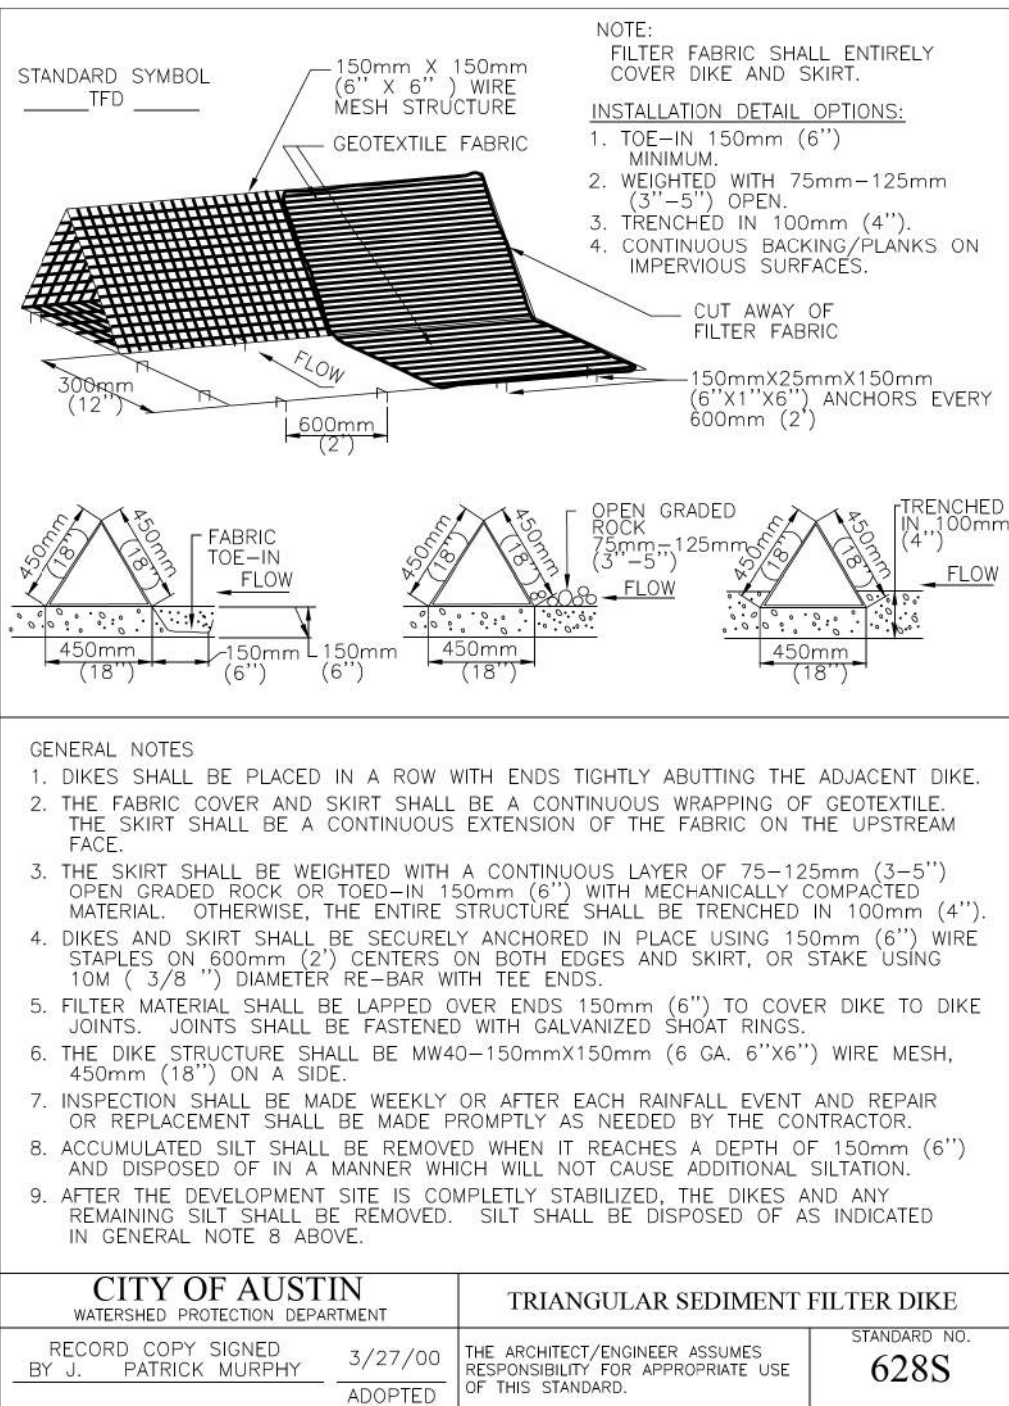 STANDARD SYMBOL
TFD
150mm X 150mm
(6'' X 6'' ) WIRE
MESH STRUCTURE
GEOTEXTILE FABRIC
NOTE:
FILTER FABRIC SHALL ENTIRELY
COVER DIKE AND SKIRT.
INSTALLATION DETAIL OPTIONS:
1. TOE-IN 150mm (6'')
MINIMUM.
2. WEIGHTED WITH 75mm-125mm
(3''-5'') OPEN.
3. TRENCHED IN 100mm (4'').
4. CONTINUOUS BACKING/PLANKS ON
IMPERVIOUS SURFACES.
CUT AWAY OF
FILTER FABRIC
FLOW
300mm
(12'')
600mm
(2')
150mmX25mmX150mm
(6''X1''X6'') ANCHORS EVERY
600mm (2')
450mm
(18'')
450mm
(18'')
FABRIC
TOE-IN
FLOW
450mm
(18'')
150mm
(6'')
150mm
(6'')
450mm
(18'')
450mm
(18'')
OPEN GRADED
ROCK
75mm-125mm
(3''-5'')
FLOW
450mm
(18'')
450mm
(18'')
450mm
(18'')
TRENCHED
IN 100mm
(4'')
FLOW
450mm
(18'')
GENERAL NOTES
1. DIKES SHALL BE PLACED IN A ROW WITH ENDS TIGHTLY ABUTTING THE ADJACENT DIKE.
2. THE FABRIC COVER AND SKIRT SHALL BE A CONTINUOUS WRAPPING OF GEOTEXTILE.
THE SKIRT SHALL BE A CONTINUOUS EXTENSION OF THE FABRIC ON THE UPSTREAM
FACE.
3. THE SKIRT SHALL BE WEIGHTED WITH A CONTINUOUS LAYER OF 75-125mm (3-5'')
OPEN GRADED ROCK OR TOED-IN 150mm (6'') WITH MECHANICALLY COMPACTED
MATERIAL. OTHERWISE, THE ENTIRE STRUCTURE SHALL BE TRENCHED IN 100mm (4'').
4. DIKES AND SKIRT SHALL BE SECURELY ANCHORED IN PLACE USING 150mm (6'') WIRE
STAPLES ON 600mm (2') CENTERS ON BOTH EDGES AND SKIRT, OR STAKE USING
10M ( 3/8 '') DIAMETER RE-BAR WITH TEE ENDS.
5. FILTER MATERIAL SHALL BE LAPPED OVER ENDS 150mm (6'') TO COVER DIKE TO DIKE
JOINTS. JOINTS SHALL BE FASTENED WITH GALVANIZED SHOAT RINGS.
6. THE DIKE STRUCTURE SHALL BE MW40-150mmX150mm (6 GA. 6''X6'') WIRE MESH,
450mm (18'') ON A SIDE.
7. INSPECTION SHALL BE MADE WEEKLY OR AFTER EACH RAINFALL EVENT AND REPAIR
OR REPLACEMENT SHALL BE MADE PROMPTLY AS NEEDED BY THE CONTRACTOR.
8. ACCUMULATED SILT SHALL BE REMOVED WHEN IT REACHES A DEPTH OF 150mm (6'')
AND DISPOSED OF IN A MANNER WHICH WILL NOT CAUSE ADDITIONAL SILTATION.
9. AFTER THE DEVELOPMENT SITE IS COMPLETLY STABILIZED, THE DIKES AND ANY
REMAINING SILT SHALL BE REMOVED. SILT SHALL BE DISPOSED OF AS INDICATED
IN GENERAL NOTE 8 ABOVE.
CITY OF AUSTIN
WATERSHED PROTECTION DEPARTMENT
TRIANGULAR SEDIMENT FILTER DIKE
RECORD COPY SIGNED
BY J. PATRICK MURPHY
3/27/00
ADOPTED
THE ARCHITECT/ENGINEER ASSUMES
RESPONSIBILITY FOR APPROPRIATE USE
OF THIS STANDARD.
STANDARD NO.
628S